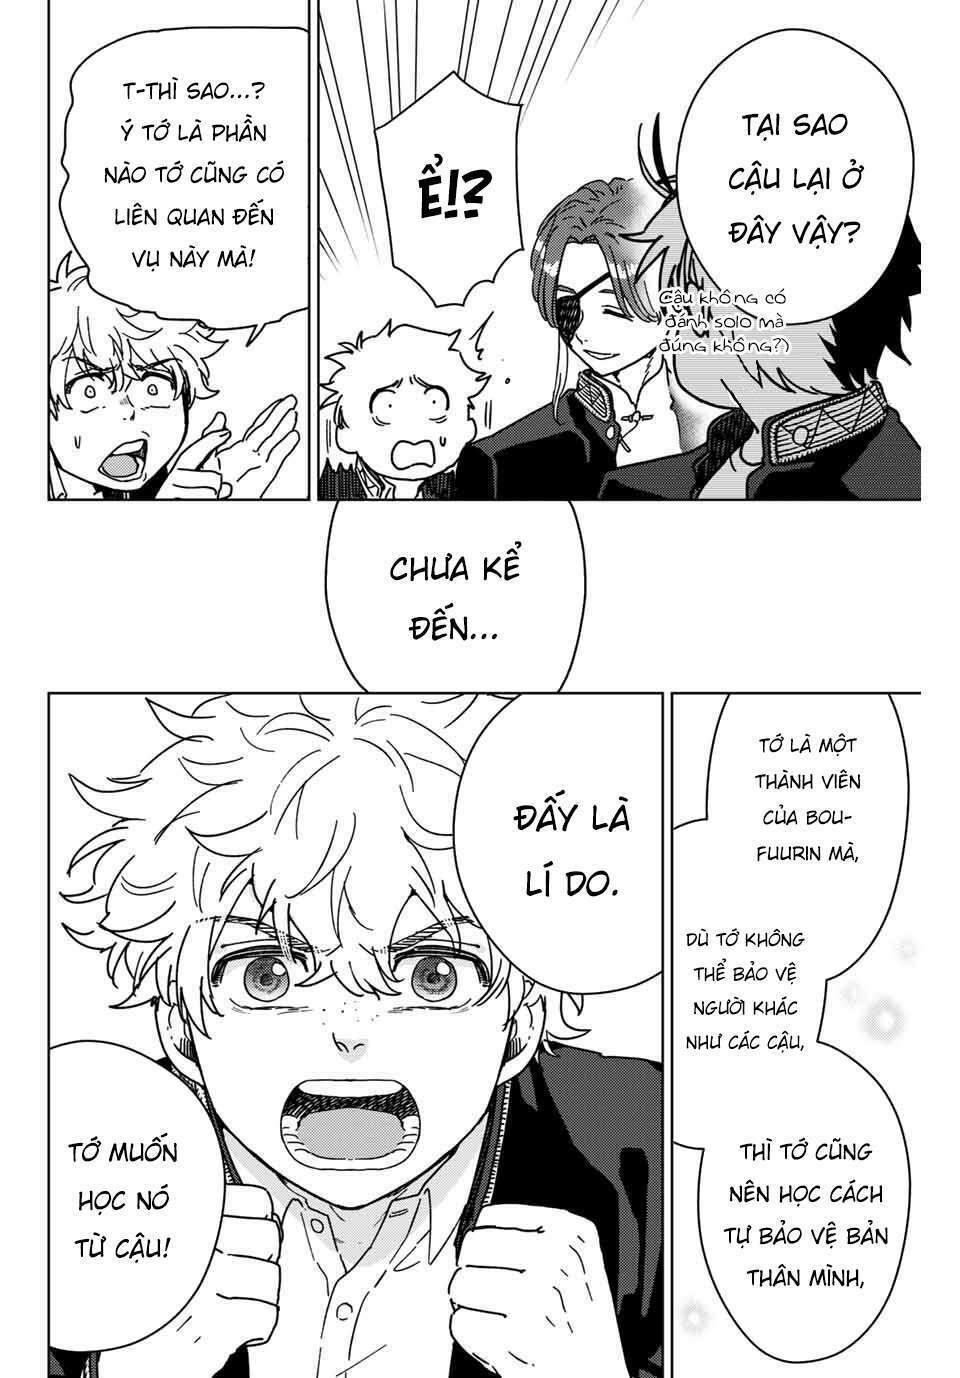 TẠI SAO
CẬU LẠI Ở
ĐÂY VẬY?
Cậu không có
đánh solo mà
đúng không?)
Ể!?
T-THÌ SAO...?
Ý TỚ LÀ PHẦN
NÀO TỚ CŨNG CÓ
LIÊN QUAN ĐẾN
VỤ NÀY MÀ!
CHƯA KỂ
ĐẾN...
TỚ LÀ MỘT
THÀNH VIÊN
CỦA BOU-
FUURIN MÀ,
DÙ TỚ KHÔNG
THỂ BẢO VỆ
NGƯỜI KHÁC
NHƯ CÁC CẬU,
THÌ TỚ CŨNG
NÊN HỌC CÁCH
TỰ BẢO VỆ BẢN
THÂN MÌNH,
ĐẤY LÀ
LÍ DO.
TỚ MUỐN
HỌC NÓ
TỪ CẬU!